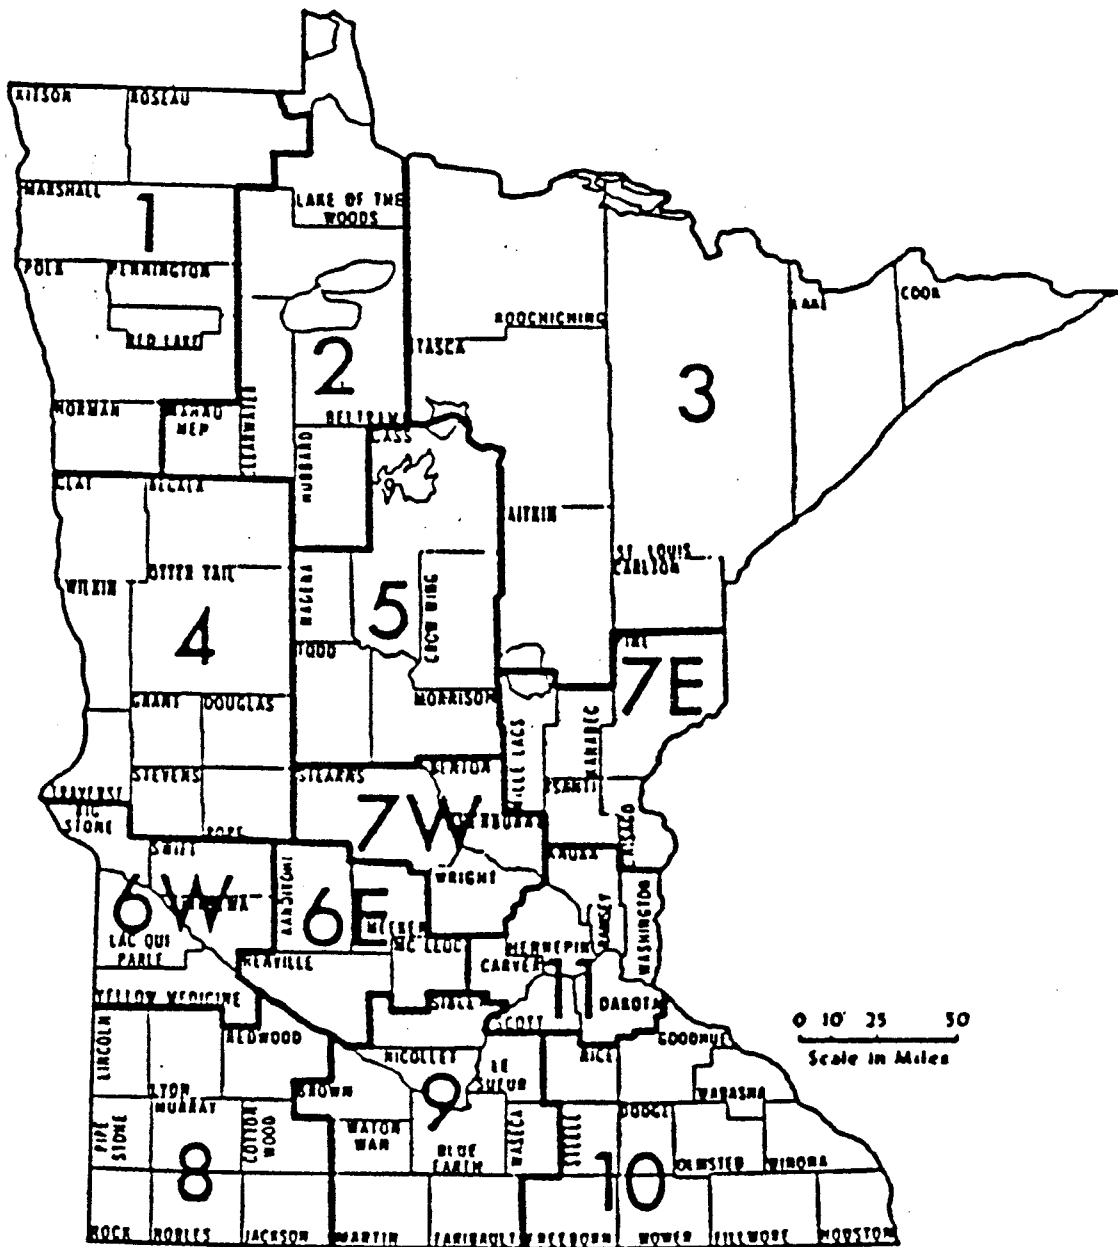 KITSON
ROSEAU
MARSHALL
1
LAKE OF THE
WOODS
POLK
PENNINGTON
RED LAKE
KOOCHICHING
ITASCA
LAKE
COOK
2
3
NORMAN
CLEARWATER
BELTRAMI
CASS
HUBBARD
CLAY
BECKER
AITKIN
ST. LOUIS
CARLTON
OTTER TAIL
WILKIN
WADENA
CROW WING
4
5
TODD
7E
GRANT
DOUGLAS
MORRISON
MILLE LACS
KANABEC
STEVENS
STEARNS
BENTON
ISANTI
TRAVERSE
BIG
STONE
POPE
7W
CHISAGO
SWIFT
ANOKA
WRIGHT
6W
6E
KANDIYOHI
MEEKER
RAMSEY
WASHINGTON
LAC QUI
PARLE
MC LEOD
HENNEPIN
RENVILLE
CARVER
11
YELLOW MEDICINE
SIBLEY
SCOTT
DAKOTA
0 10 25 50
Scale in Miles
LINCOLN
REDWOOD
NICOLLET
LE
SUEUR
RICE
GOODHUE
LYON
BROWN
WABASHA
9
PIPE
STONE
MURRAY
COTTON
WOOD
WATON
WAN
BLUE
EARTH
WASECA
STEELE
DODGE
OLMSTED
WINONA
8
10
ROCK
NOBLES
JACKSON
MARTIN
FARIBAULT
FREEBORN
MOWER
FILLMORE
HOUSTON